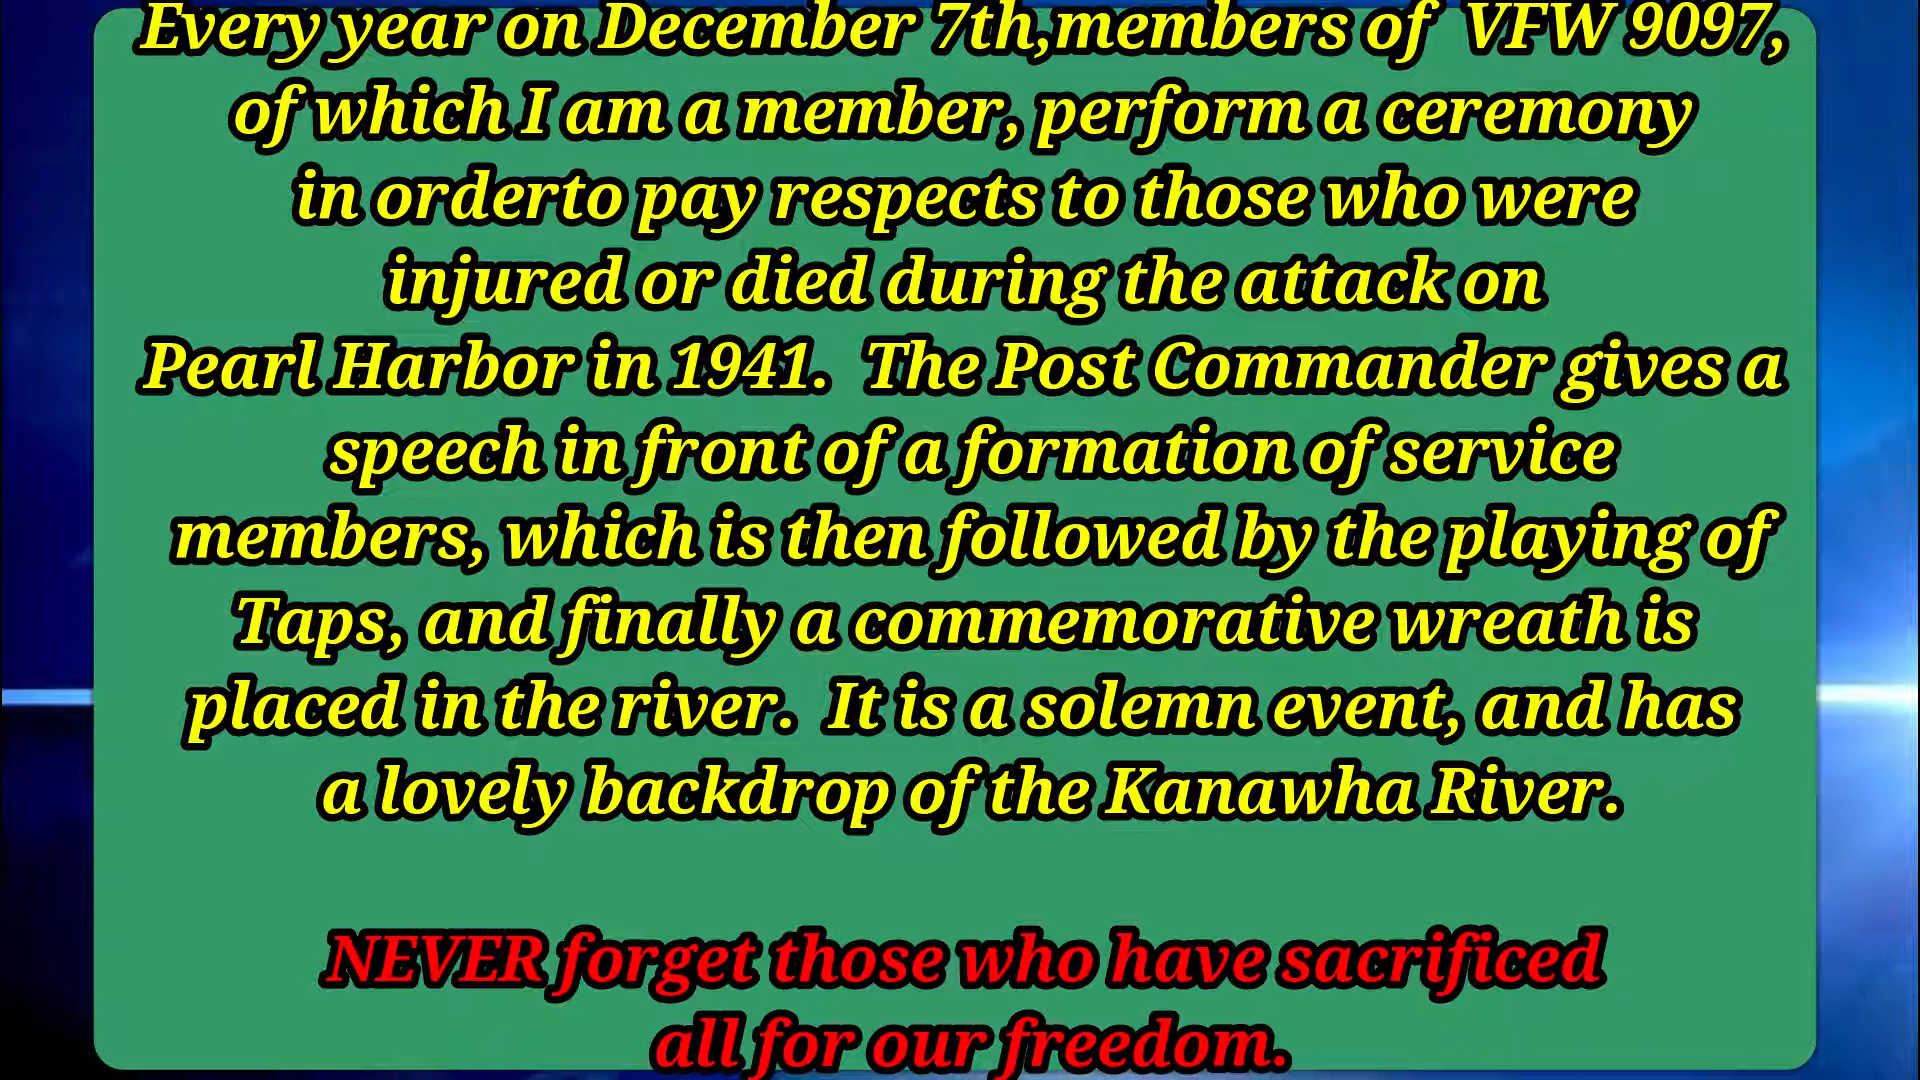 Every year on December 7th,members of  VFW 9097,
of which I am a member, perform a ceremony
in orderto pay respects to those who were
injured or died during the attack on
Pearl Harbor in 1941.  The Post Commander gives a
speech in front of a formation of service
members, which is then followed by the playing of
Taps, and finally a commemorative wreath is
placed in the river.  It is a solemn event, and has
a lovely backdrop of the Kanawha River.
NEVER forget those who have sacrificed
all for our freedom.